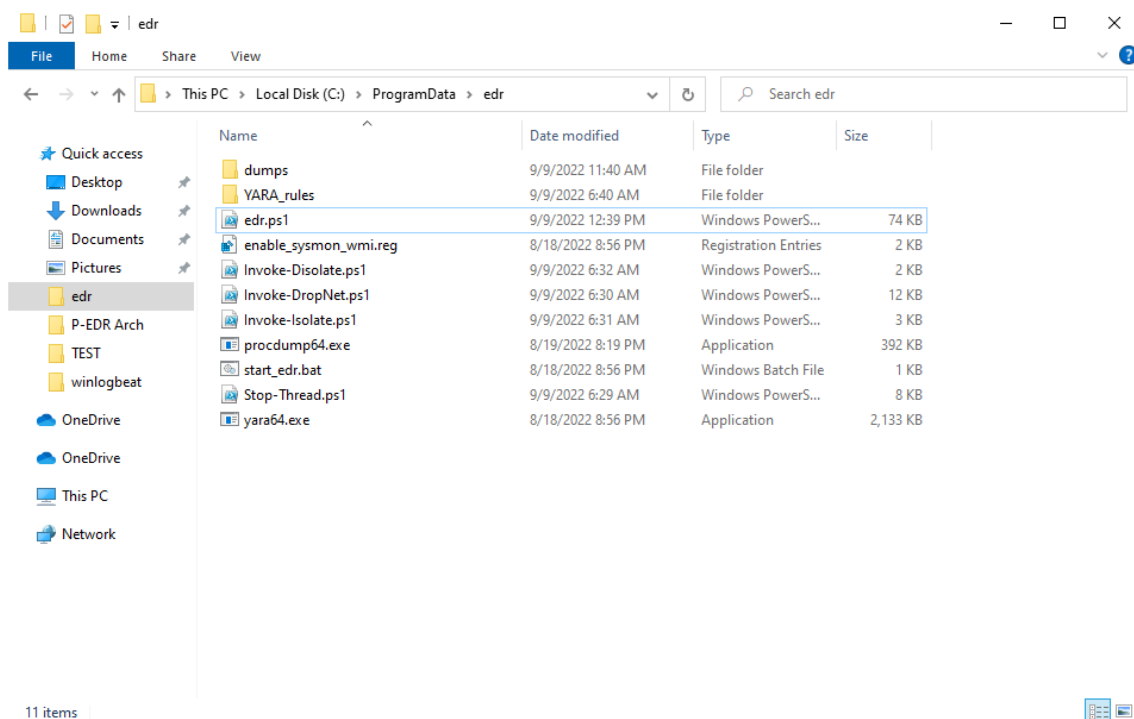 edr
File Home Share View
This PC > Local Disk (C:) > ProgramData > edr
Search edr
Name Date modified Type Size
Quick access
Desktop
Downloads
Documents
Pictures
edr
P-EDR Arch
TEST
winlogbeat
OneDrive
OneDrive
This PC
Network
dumps 9/9/2022 11:40 AM File folder
YARA_rules 9/9/2022 6:40 AM File folder
edr.ps1 9/9/2022 12:39 PM Windows PowerS... 74 KB
enable_sysmon_wmi.reg 8/18/2022 8:56 PM Registration Entries 2 KB
Invoke-Disolate.ps1 9/9/2022 6:32 AM Windows PowerS... 2 KB
Invoke-DropNet.ps1 9/9/2022 6:30 AM Windows PowerS... 12 KB
Invoke-Isolate.ps1 9/9/2022 6:31 AM Windows PowerS... 3 KB
procdump64.exe 8/19/2022 8:19 PM Application 392 KB
start_edr.bat 8/18/2022 8:56 PM Windows Batch File 1 KB
Stop-Thread.ps1 9/9/2022 6:29 AM Windows PowerS... 8 KB
yara64.exe 8/18/2022 8:56 PM Application 2,133 KB
11 items